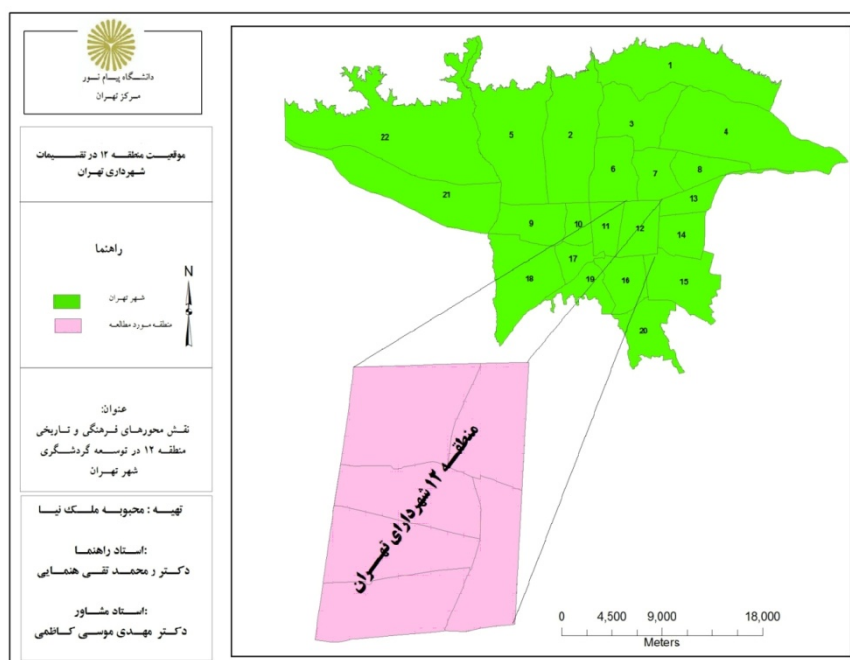 دانشگاه پیام نور
مرکز تهران
موقعیت منطقه ۱۲ در تقسیمات
شهرداری تهران
راهنما
N
شهر تهران
منطقه مورد مطالعه
عنوان:
نقش محورهای فرهنگی و تاریخی
منطقه ۱۲ در توسعه گردشگری
شهر تهران
تهیه : محبوبه ملک نیا
:استاد راهنما
دکتر ر محمد تقی هنمایی
:استاد مشاور
دکتر مهدی موسی کاظمی
1
22
5
2
3
4
6
7
8
21
13
9
10
11
12
14
17
18
19
16
15
20
منطقه ۱۲ شهردارای تهران
0 4,500 9,000 18,000
Meters